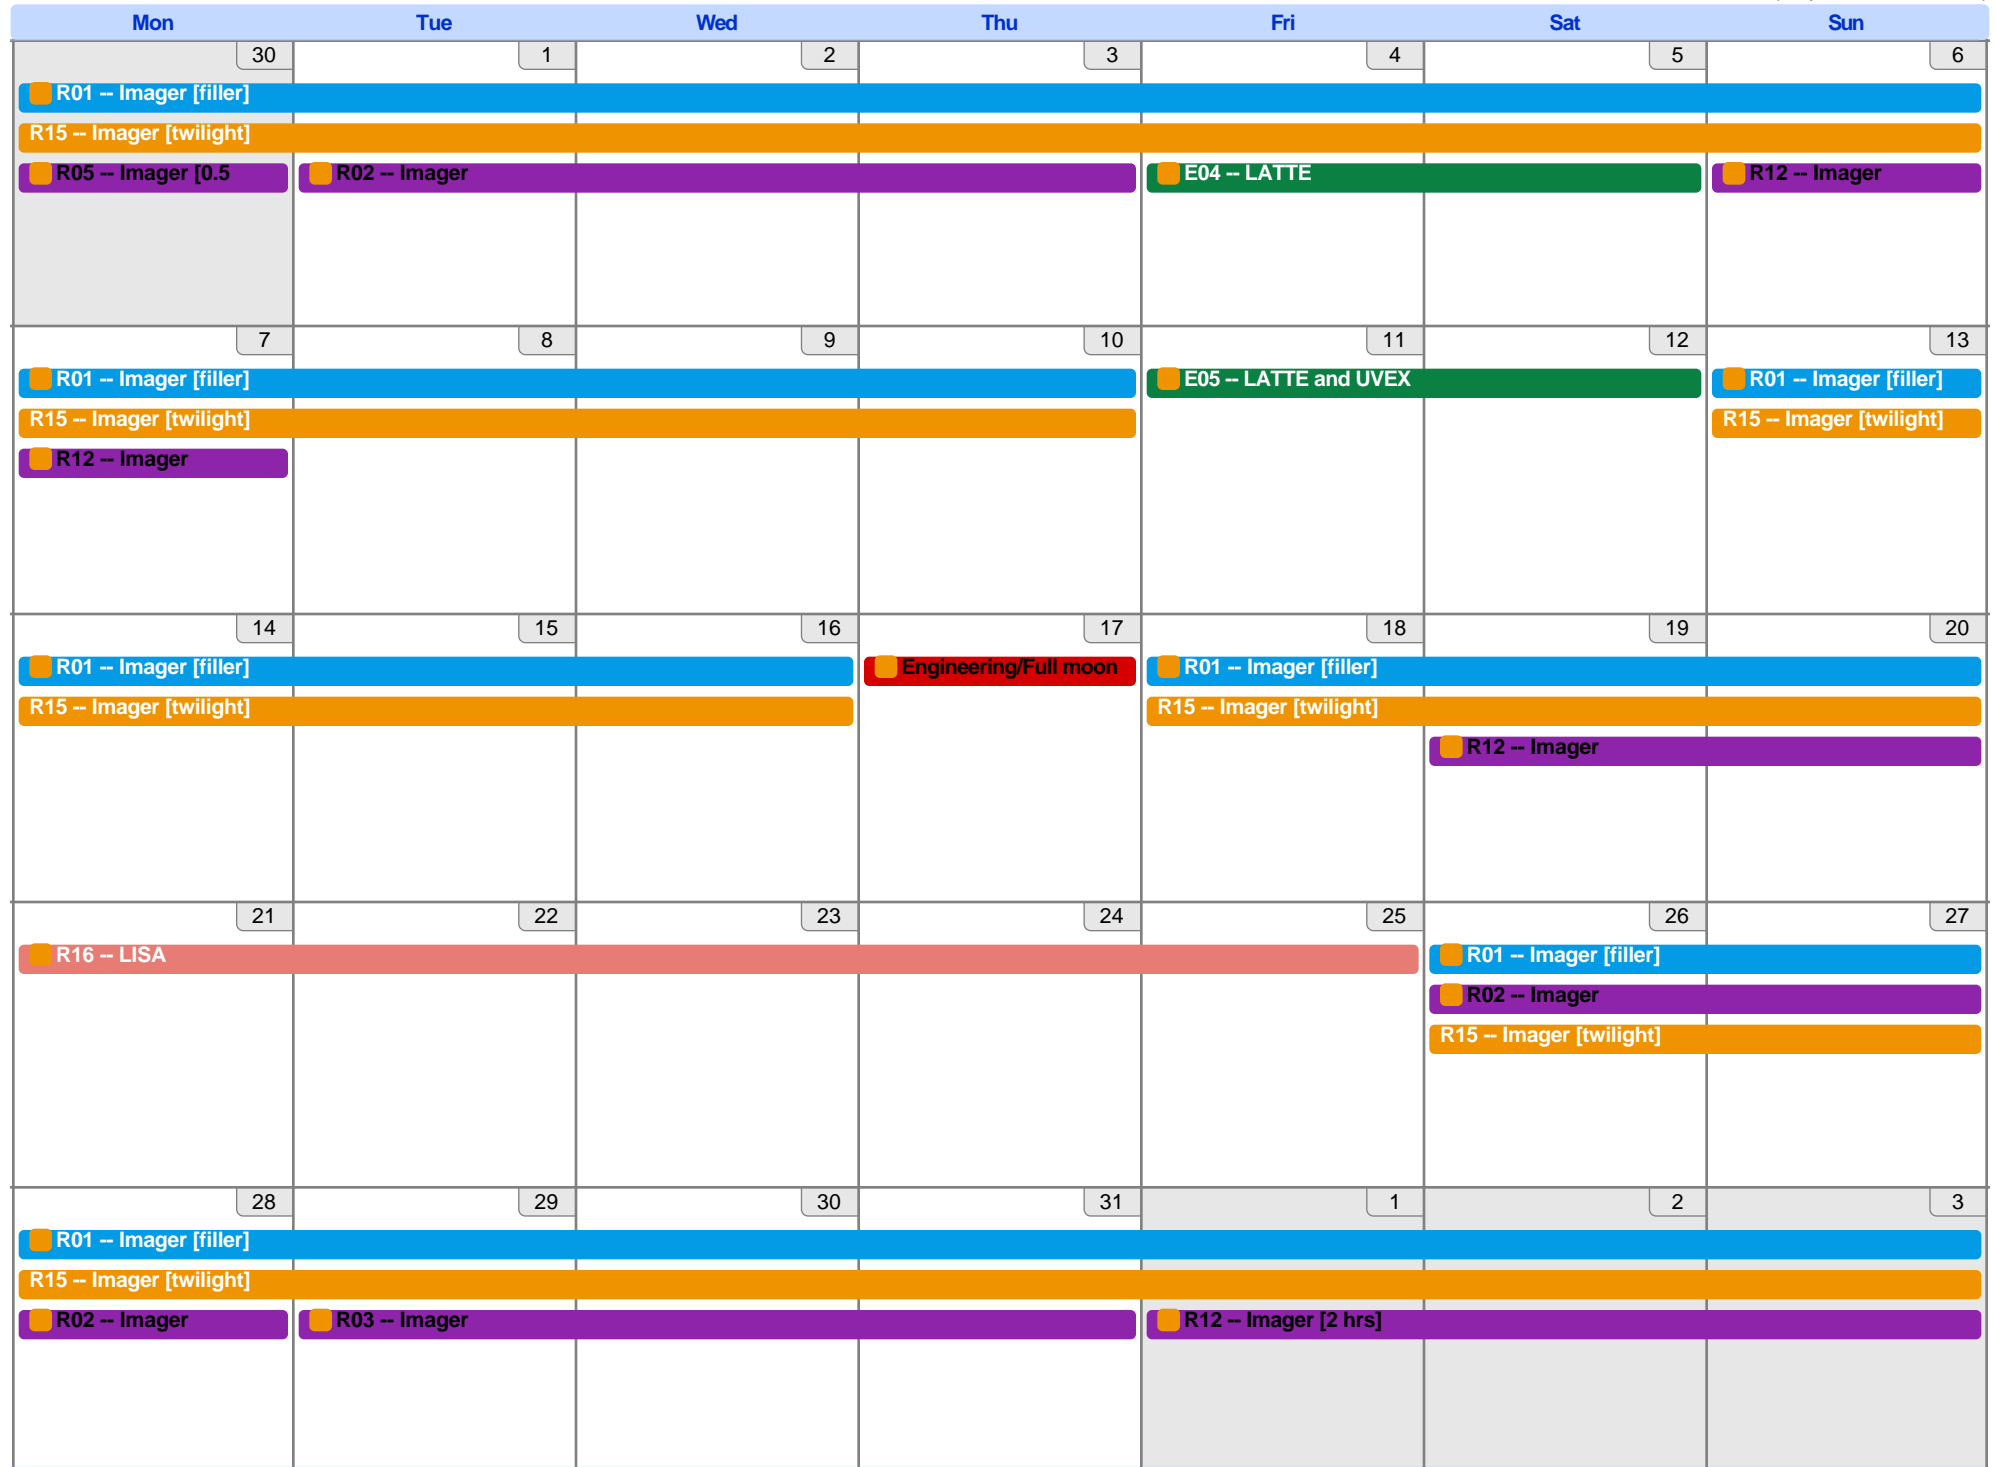 Mon Tue Wed Thu Fri Sat Sun
30 1 2 3 4 5 6
R01 -- Imager [filler]
R15 -- Imager [twilight]
R05 -- Imager [0.5 R02 -- Imager E04 -- LATTE R12 -- Imager
7 8 9 10 11 12 13
R01 -- Imager [filler] E05 -- LATTE and UVEX R01 -- Imager [filler]
R15 -- Imager [twilight] R15 -- Imager [twilight]
R12 -- Imager
14 15 16 17 18 19 20
R01 -- Imager [filler] Engineering/Full moon R01 -- Imager [filler]
R15 -- Imager [twilight] R15 -- Imager [twilight]
R12 -- Imager
21 22 23 24 25 26 27
R16 -- LISA R01 -- Imager [filler]
R02 -- Imager
R15 -- Imager [twilight]
28 29 30 31 1 2 3
R01 -- Imager [filler]
R15 -- Imager [twilight]
R02 -- Imager R03 -- Imager R12 -- Imager [2 hrs]